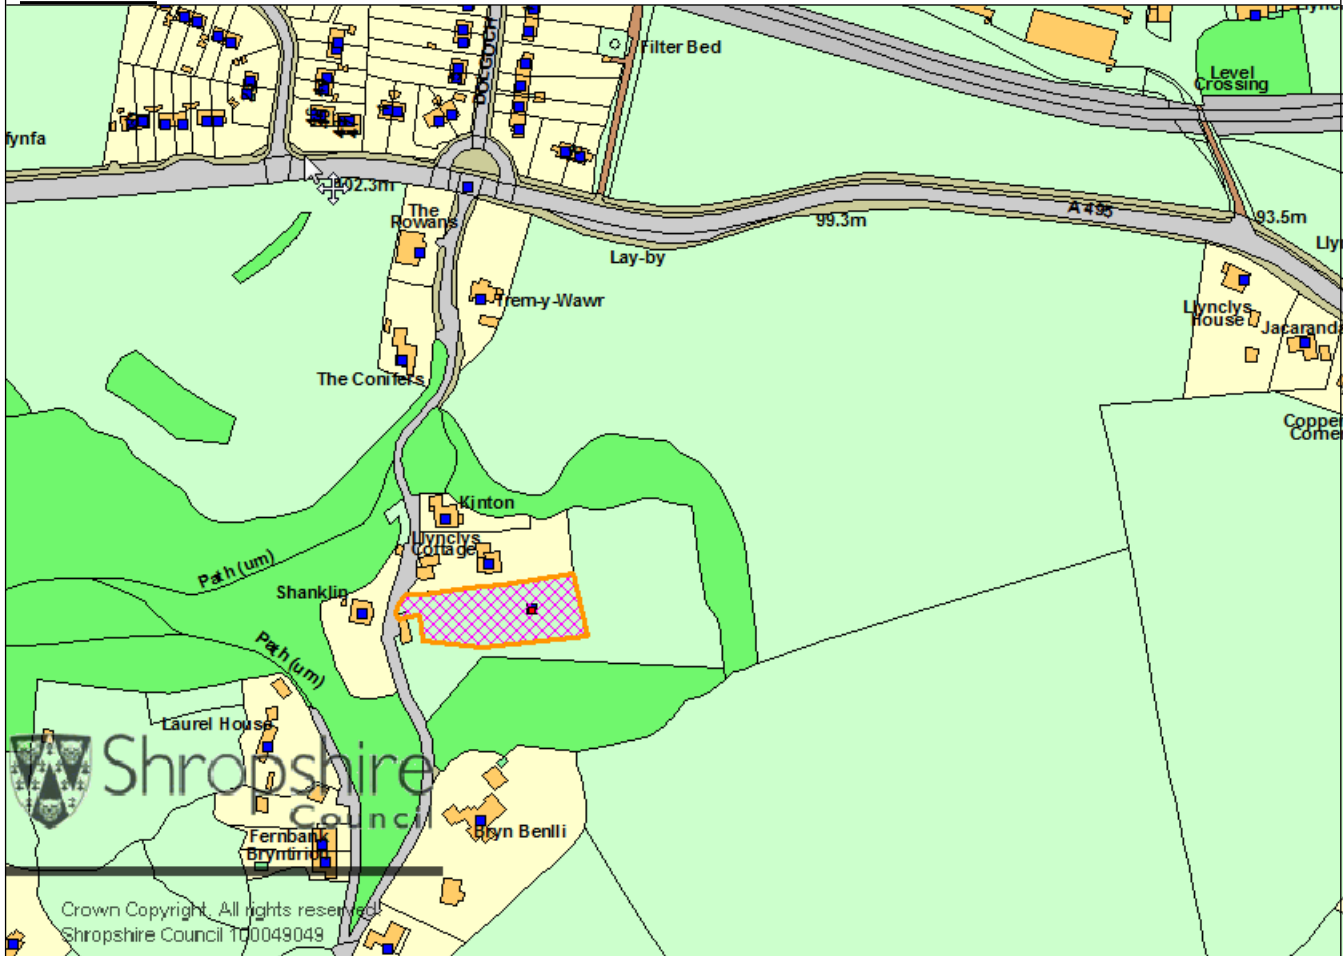 DOLGOCH
Filter Bed
Level
Crossing
fynfa
102.3m
The
Rowans
A 495
93.5m
99.3m
Lay-by
Trem-y-Wawr
Llynclys
House
Jacaranda
The Conifers
Copper
Corner
Kinton
Llynclys
Cottage
Path (um)
Shanklin
Path (um)
Laurel House
Shropshire
Council
Bryn Benlli
Fernbank
Bryntirion
Crown Copyright. All rights reserved.
Shropshire Council 100049049